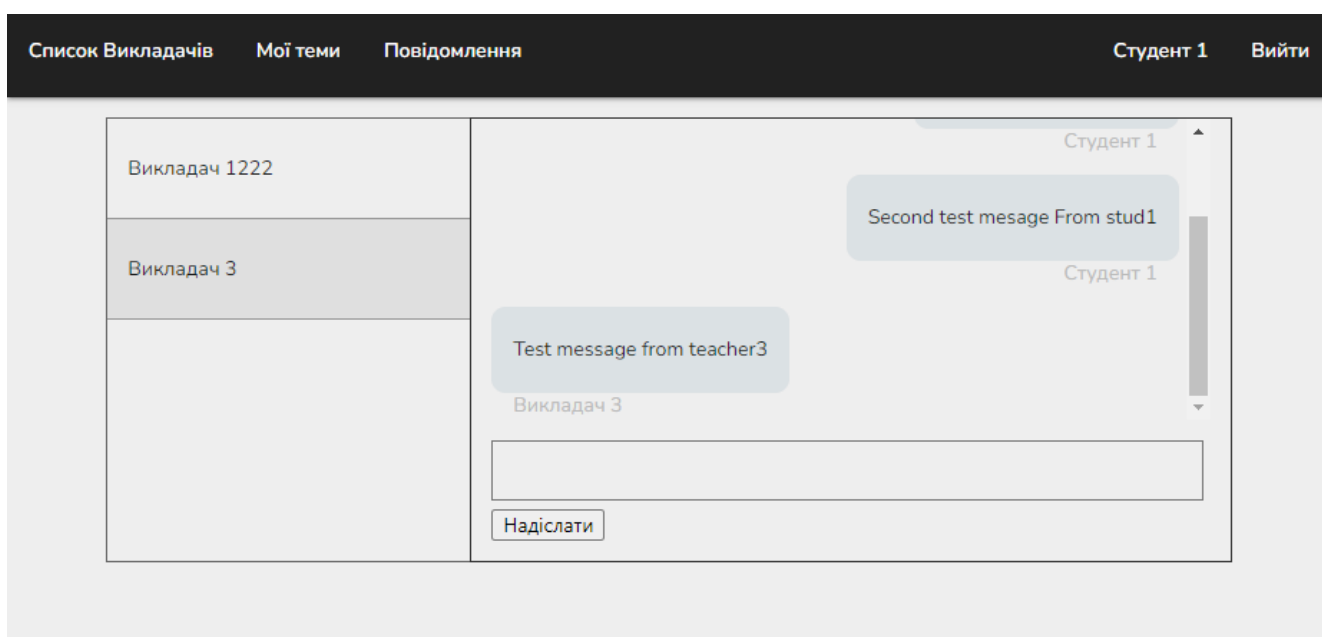 Список Викладачів Мої теми Повідомлення Студент 1 Вийти
Викладач 1222
Викладач 3
Студент 1
Second test mesage From stud1
Студент 1
Test message from teacher3
Викладач 3
Надіслати